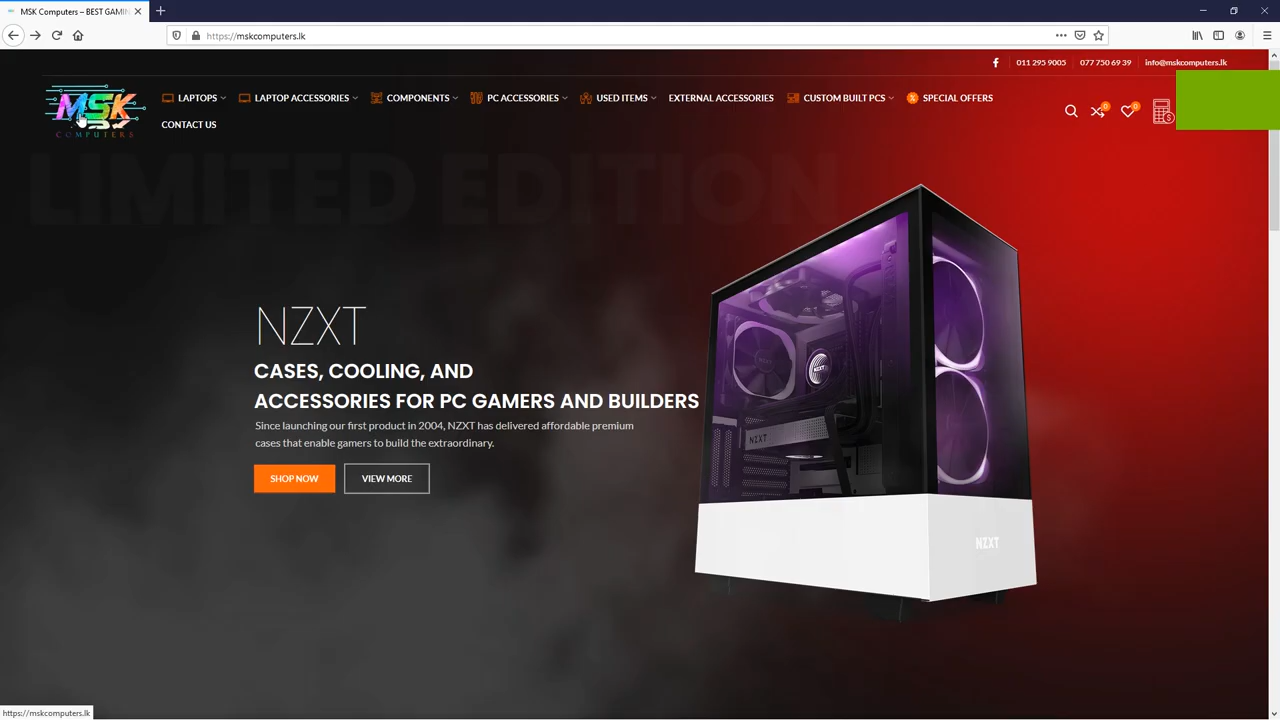 MSK Computers – BEST GAMIN
https://mskcomputers.lk
011 295 9005
077 750 69 39
info@mskcomputers.lk
MSK
COMPUTERS
LAPTOPS
LAPTOP ACCESSORIES
COMPONENTS
PC ACCESSORIES
USED ITEMS
EXTERNAL ACCESSORIES
CUSTOM BUILT PCS
SPECIAL OFFERS
CONTACT US
0
0
LIMITED EDITION
NZXT
CASES, COOLING, AND
ACCESSORIES FOR PC GAMERS AND BUILDERS
Since launching our first product in 2004, NZXT has delivered affordable premium
cases that enable gamers to build the extraordinary.
SHOP NOW
VIEW MORE
NZXT
NZXT
https://mskcomputers.lk